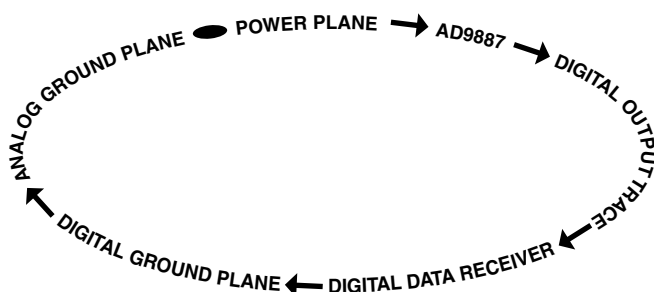 ANALOG GROUND PLANE
POWER PLANE
AD9887
DIGITAL OUTPUT TRACE
DIGITAL DATA RECEIVER
DIGITAL GROUND PLANE